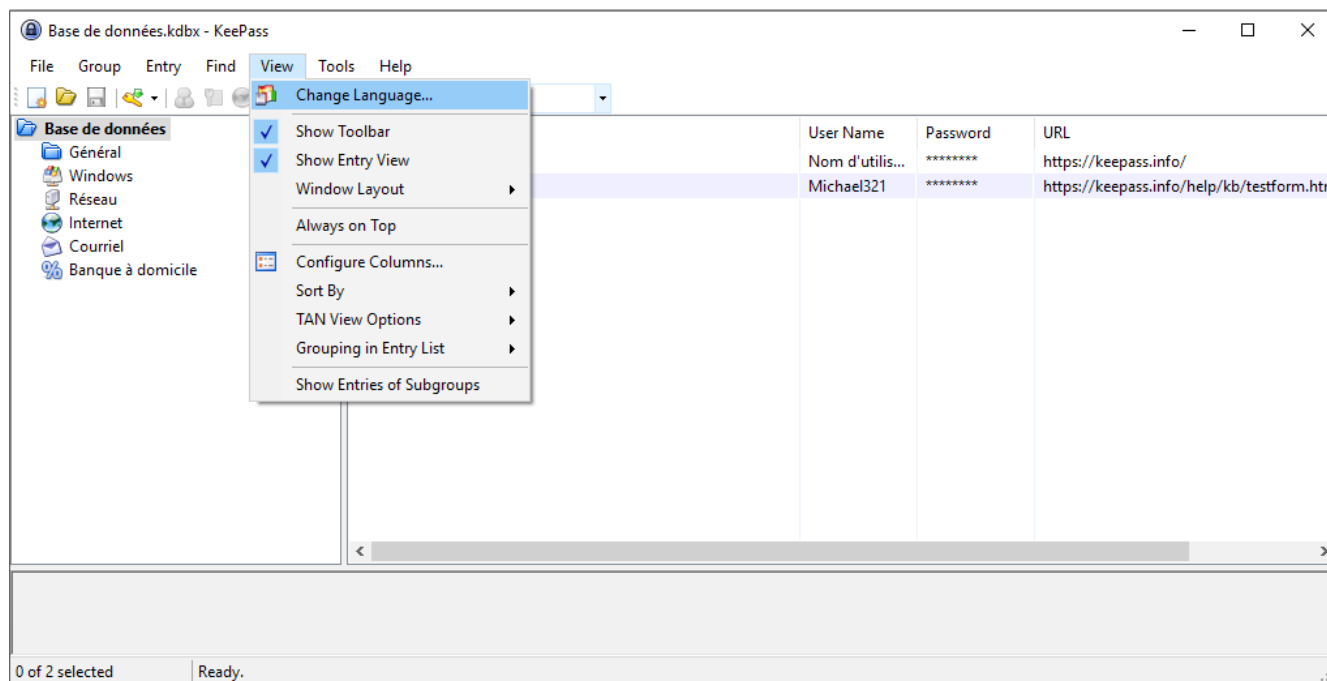 Base de données.kdbx - KeePass
File Group Entry Find View Tools Help
Change Language...
Show Toolbar
Show Entry View
Window Layout
Always on Top
Configure Columns...
Sort By
TAN View Options
Grouping in Entry List
Show Entries of Subgroups
Base de données
Général
Windows
Réseau
Internet
Courriel
Banque à domicile
User Name Password URL
Nom d'utilis... ******** https://keepass.info/
Michael321 ******** https://keepass.info/help/kb/testform.htm
0 of 2 selected Ready.